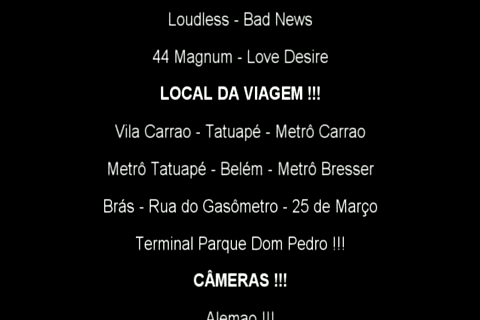 Loudless - Bad News
44 Magnum - Love Desire
LOCAL DA VIAGEM !!!
Vila Carrao - Tatuapé - Metrô Carrao
Metrô Tatuapé - Belém - Metrô Bresser
Brás - Rua do Gasômetro - 25 de Março
Terminal Parque Dom Pedro !!!
CÂMERAS !!!
Alemao !!!